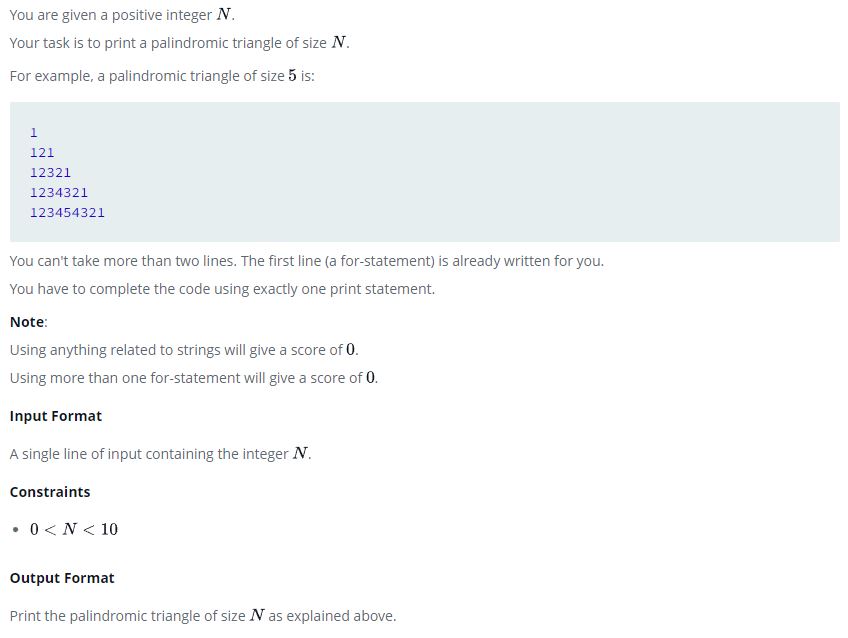 You are given a positive integer N.
Your task is to print a palindromic triangle of size N.
For example, a palindromic triangle of size 5 is:
1
121
12321
1234321
123454321
You can't take more than two lines. The first line (a for-statement) is already written for you.
You have to complete the code using exactly one print statement.
Note:
Using anything related to strings will give a score of 0.
Using more than one for-statement will give a score of 0.
Input Format
A single line of input containing the integer N.
Constraints
• 0 < N < 10
Output Format
Print the palindromic triangle of size N as explained above.